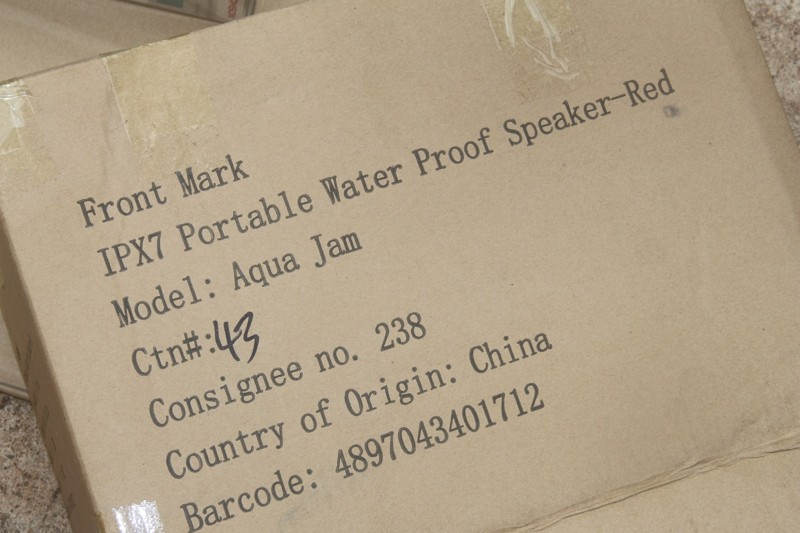 Front Mark
IPX7 Portable Water Proof Speaker-Red
Model: Aqua Jam
Ctn#:43
Consignee no. 238
Country of Origin: China
Barcode: 4897043401712